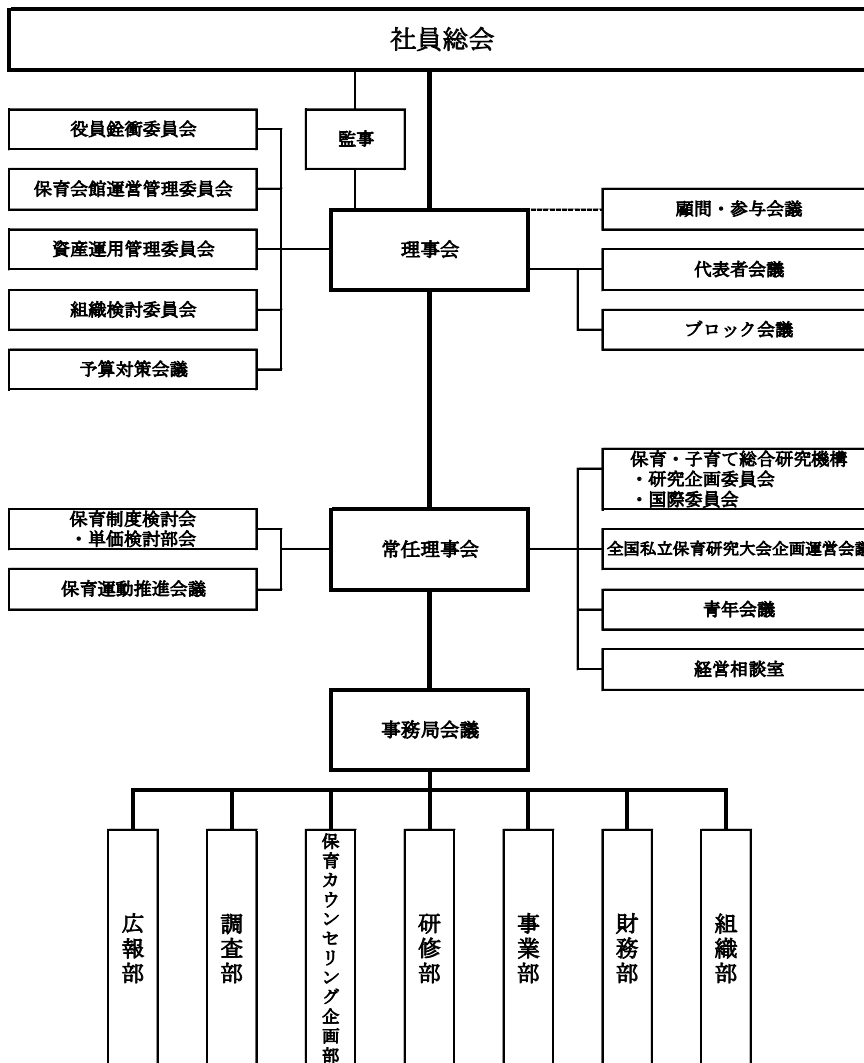 社員総会
監事
役員銓衡委員会
保育会館運営管理委員会
資産運用管理委員会
組織検討委員会
予算対策会議
理事会
顧問・参与会議
代表者会議
ブロック会議
保育制度検討会
・単価検討部会
保育運動推進会議
常任理事会
保育・子育て総合研究機構
・研究企画委員会
・国際委員会
全国私立保育研究大会企画運営会議
青年会議
経営相談室
事務局会議
広報部
調査部
保育カウンセリング企画部
研修部
事業部
財務部
組織部